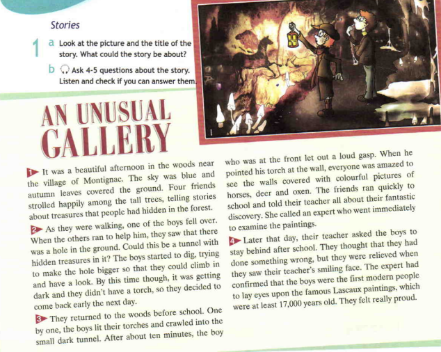 Stories
1 a Look at the picture and the title of the
story. What could the story be about?
b Ask 4-5 questions about the story.
Listen and check if you can answer them.
AN UNUSUAL
GALLERY
1 It was a beautiful afternoon in the woods near
the village of Montignac. The sky was blue and
autumn leaves covered the ground. Four friends
strolled happily among the tall trees, telling stories
about treasures that people had hidden in the forest.
2 As they were walking, one of the boys fell over.
When the others ran to help him, they saw that there
was a hole in the ground. Could this be a tunnel with
hidden treasures in it? The boys started to dig, trying
to make the hole bigger so that they could climb in
and have a look. By this time though, it was getting
dark and they didn't have a torch, so they decided to
come back early the next day.
3 They returned to the woods before school. One
by one, the boys lit their torches and crawled into the
small dark tunnel. After about ten minutes, the boy
who was at the front let out a loud gasp. When he
pointed his torch at the wall, everyone was amazed to
see the walls covered with colourful pictures of
horses, deer and oxen. The friends ran quickly to
school and told their teacher all about their fantastic
discovery. She called an expert who went immediately
to examine the paintings.
4 Later that day, their teacher asked the boys to
stay behind after school. They thought that they had
done something wrong, but they were relieved when
they saw their teacher's smiling face. The expert had
confirmed that the boys were the first modern people
to lay eyes upon the famous Lascaux paintings, which
were at least 17,000 years old. They felt really proud.